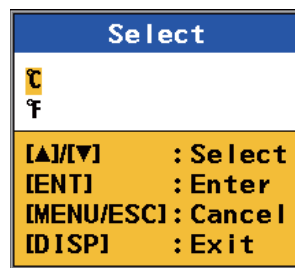 Select
℃
℉
[▲]/[▼] :Select
[ENT] :Enter
[MENU/ESC]:Cancel
[DISP] :Exit